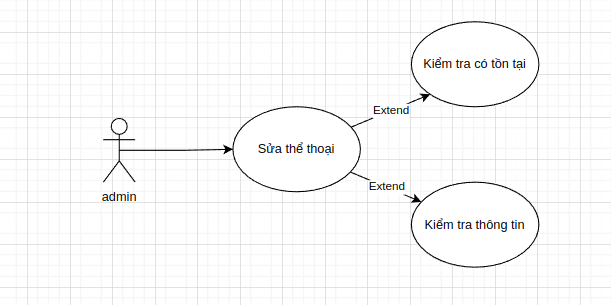 Kiểm tra có tồn tại
Extend
Sửa thể thoại
admin
Extend
Kiểm tra thông tin